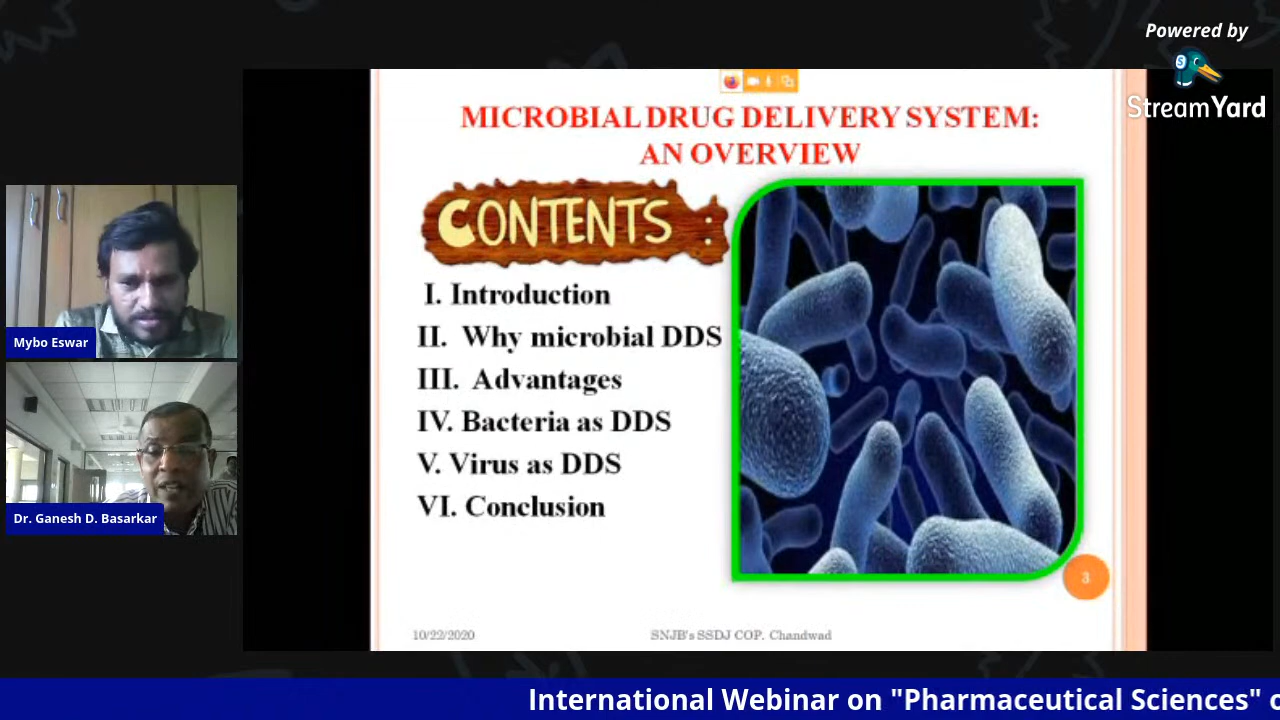 Powered by
StreamYard
MICROBIAL DRUG DELIVERY SYSTEM:
AN OVERVIEW
CONTENTS :
I. Introduction
II. Why microbial DDS
III. Advantages
IV. Bacteria as DDS
V. Virus as DDS
VI. Conclusion
3
10/22/2020
SNJB's SSDJ COP. Chandwad
Mybo Eswar
Dr. Ganesh D. Basarkar
International Webinar on "Pharmaceutical Sciences"